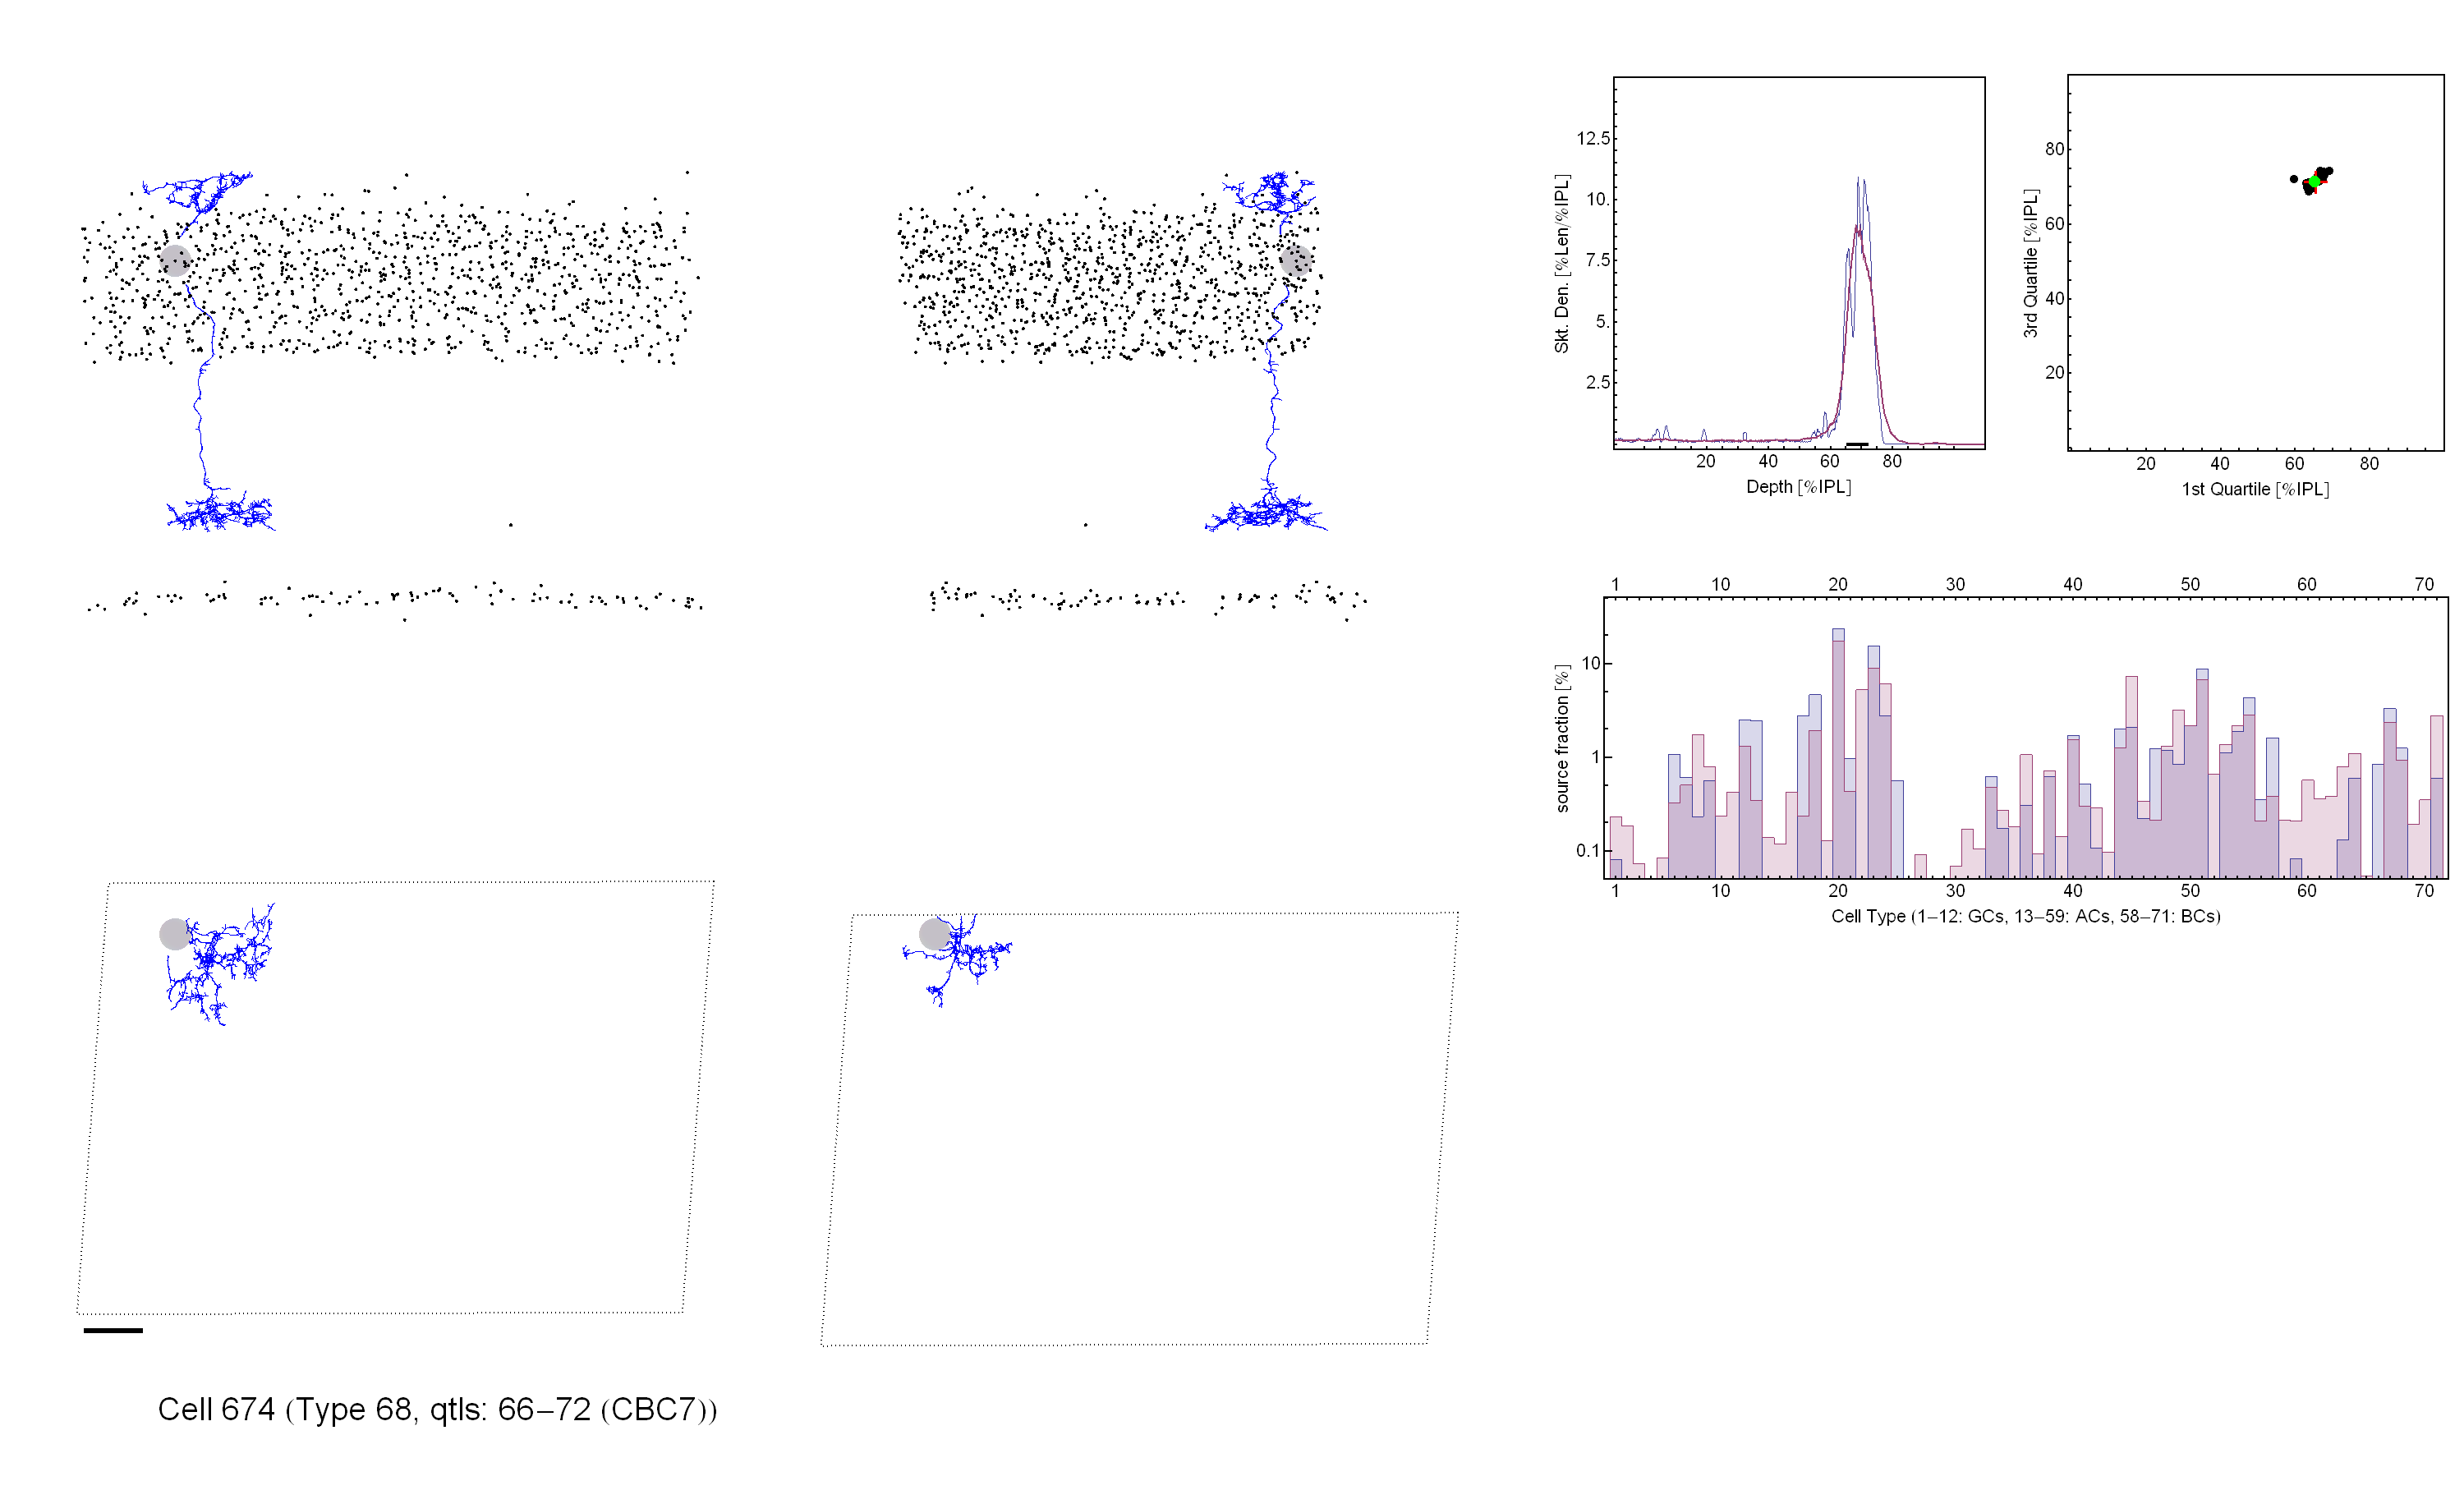 12.5
10.
7.5
5.
2.5
Skt. Den. [%Len/%IPL]
20 40 60 80
Depth [%IPL]
80
60
40
20
3rd Quartile [%IPL]
20 40 60 80
1st Quartile [%IPL]
1 10 20 30 40 50 60 70
10
1
0.1
source fraction [%]
1 10 20 30 40 50 60 70
Cell Type (1−12: GCs, 13−59: ACs, 58−71: BCs)
Cell 674 (Type 68, qtls: 66−72 (CBC7))